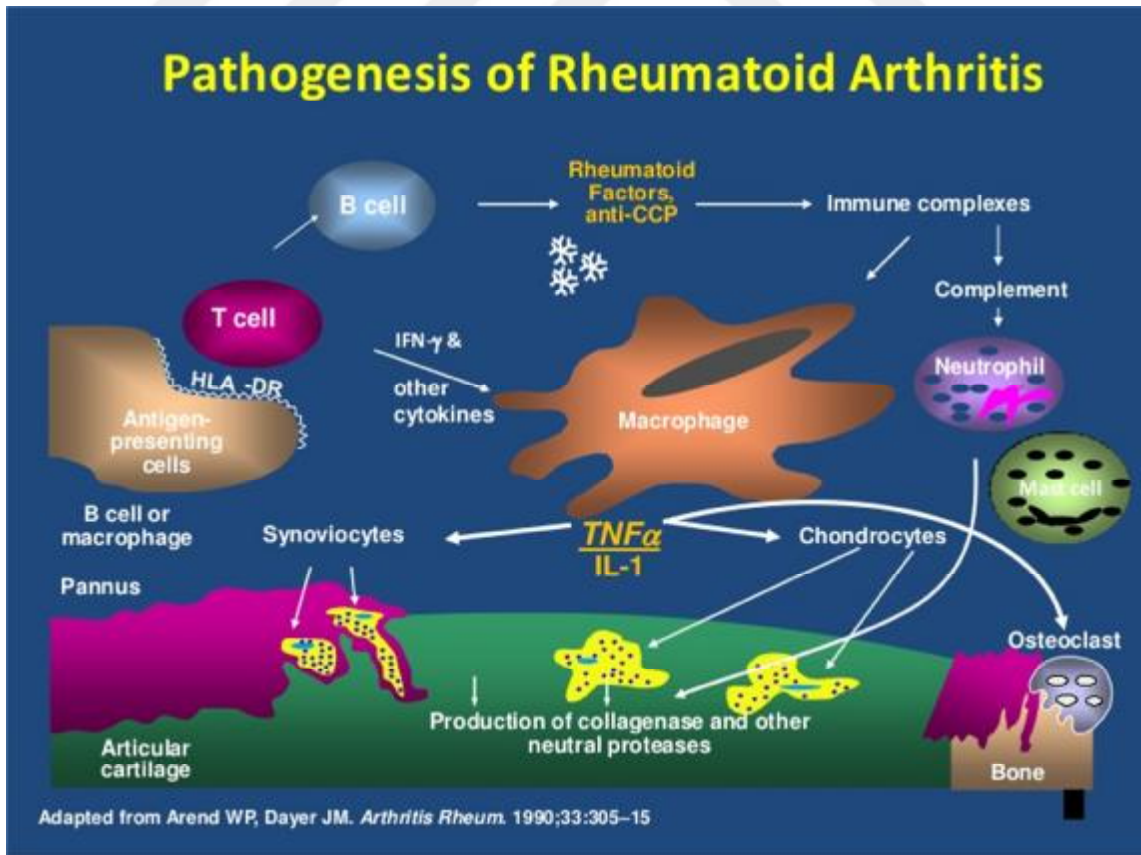 Pathogenesis of Rheumatoid Arthritis
B cell
Rheumatoid
Factors,
anti-CCP
Immune complexes
Complement
T cell
IFN-γ &
other
cytokines
HLA -DR
Antigen-
presenting
cells
Macrophage
Neutrophil
Mast cell
B cell or
macrophage
Synoviocytes
TNFα
IL-1
Chondrocytes
Pannus
Osteoclast
Production of collagenase and other
neutral proteases
Articular
cartilage
Bone
Adapted from Arend WP, Dayer JM. Arthritis Rheum. 1990;33:305–15